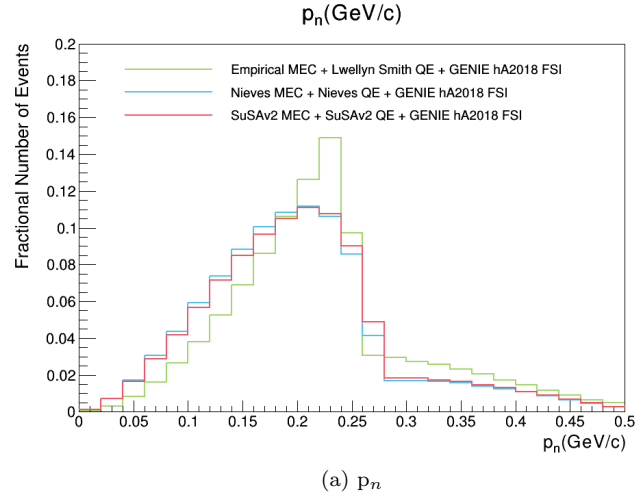 pₙ(GeV/c)
0.2
0.18
0.16
0.14
0.12
0.1
0.08
0.06
0.04
0.02
0
Fractional Number of Events
Empirical MEC + Lwellyn Smith QE + GENIE hA2018 FSI
Nieves MEC + Nieves QE + GENIE hA2018 FSI
SuSAv2 MEC + SuSAv2 QE + GENIE hA2018 FSI
0 0.05 0.1 0.15 0.2 0.25 0.3 0.35 0.4 0.45 0.5
pₙ(GeV/c)
(a) pₙ